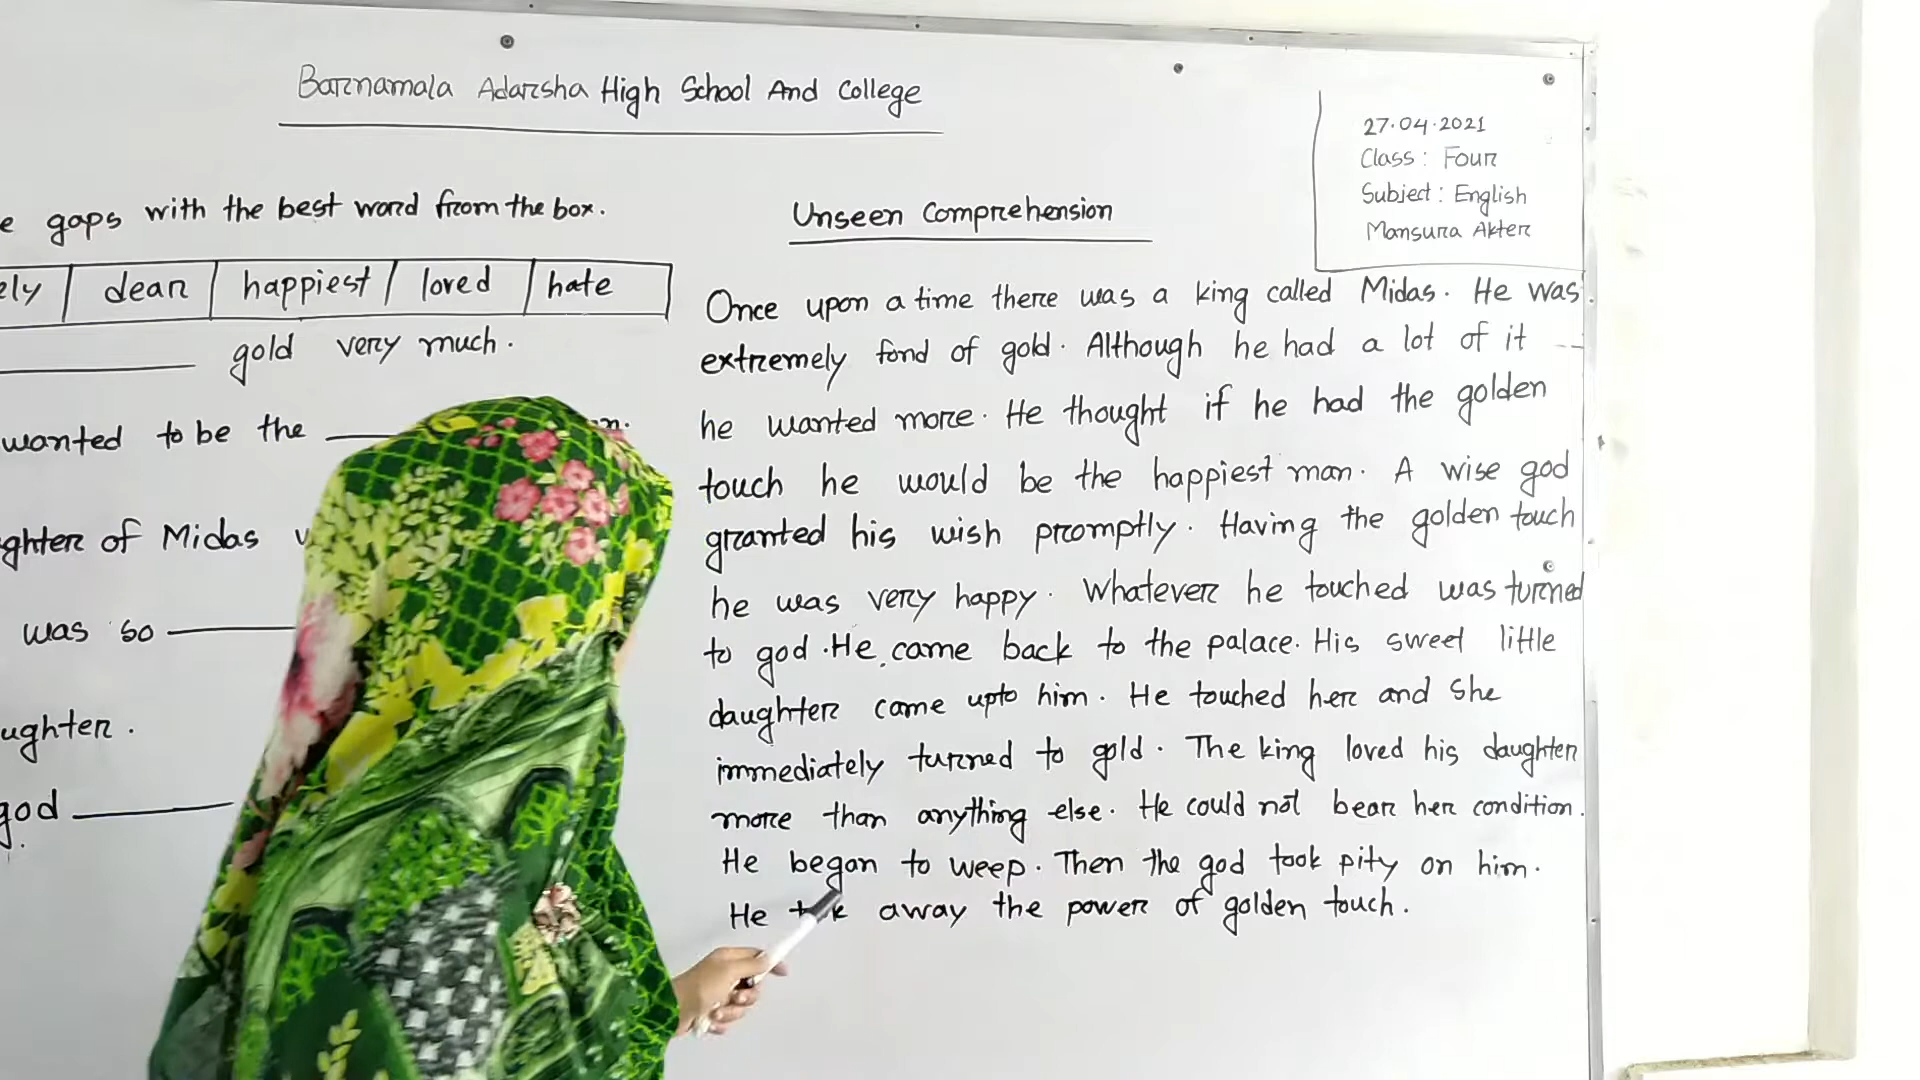 Barnamala Adarsha High School And College
27.04.2021
Class : Four
Subject : English
Mansura Akter
gaps with the best word from the box.
dear happiest loved hate
gold very much.
wanted to be the
of Midas
was so
god
Unseen Comprehension
Once upon a time there was a king called Midas. He was
extremely fond of gold. Although he had a lot of it
he wanted more. He thought if he had the golden
touch he would be the happiest man. A wise god
granted his wish promptly. Having the golden touch
he was very happy. Whatever he touched was turned
to god. He came back to the palace. His sweet little
daughter came upto him. He touched her and she
immediately turned to gold. The king loved his daughter
more than anything else. He could not bear her condition.
He began to weep. Then the god took pity on him.
He away the power of golden touch.